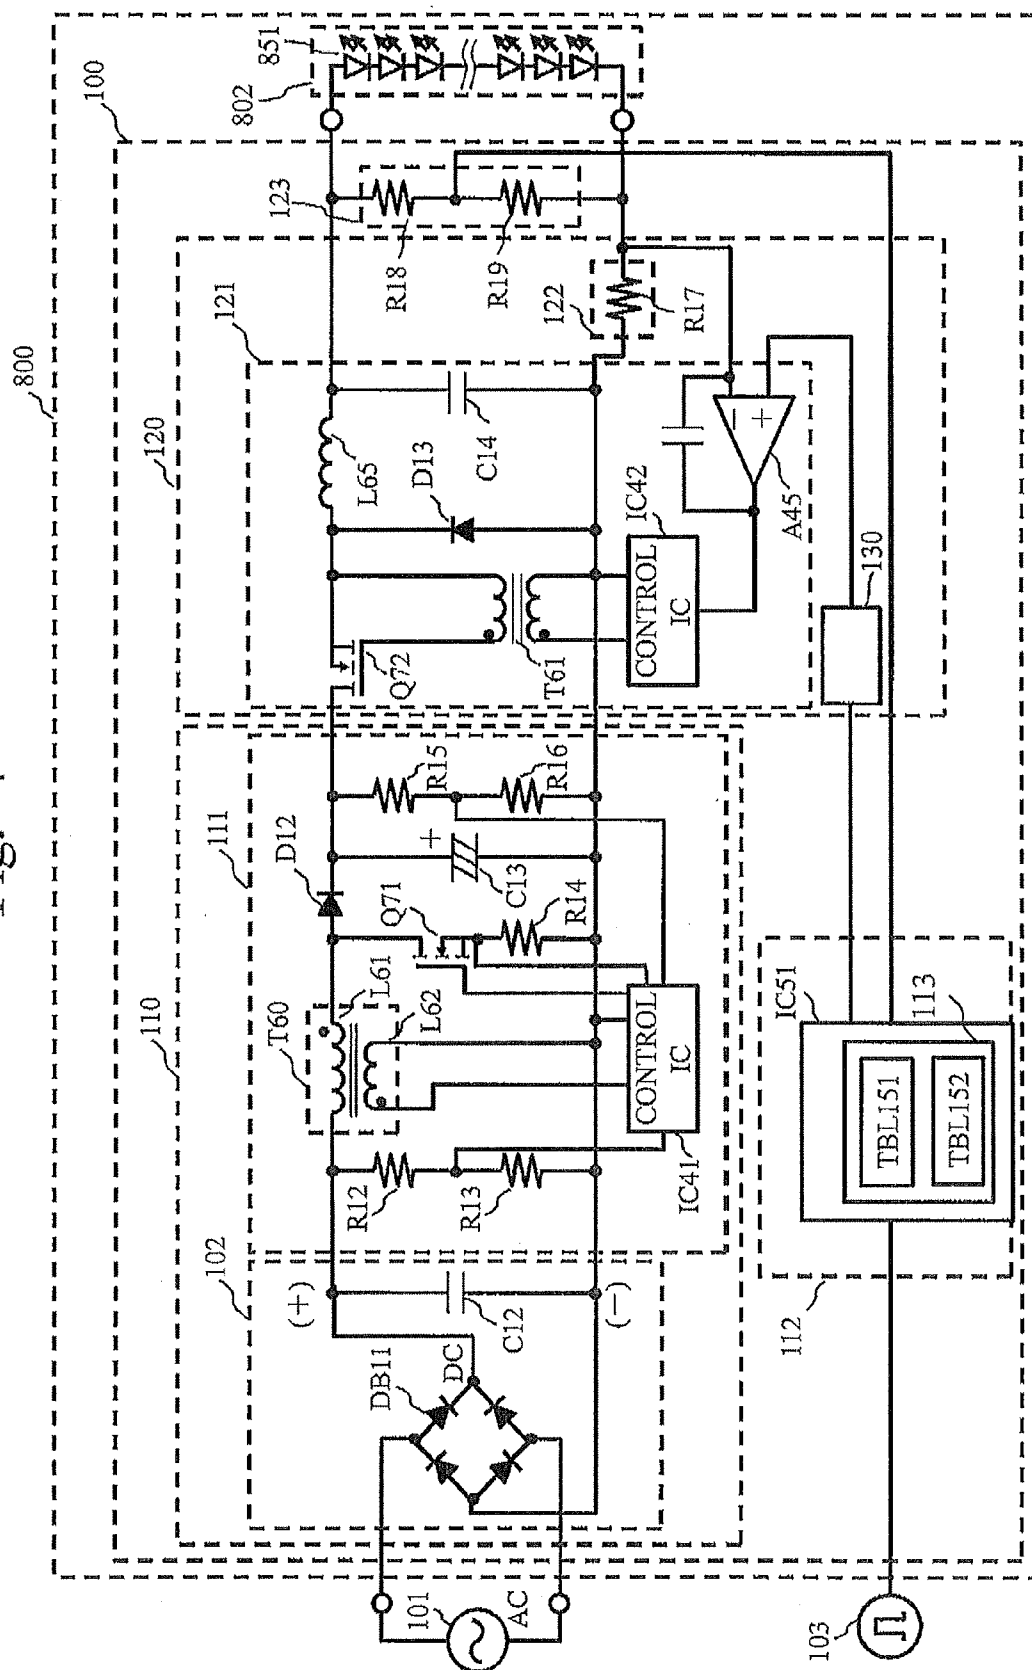 800
100
802
851
123
R18
R19
120
121
122
R17
L65
D13
C14
IC42
CONTROL
IC
A45
130
Q72
T61
110
111
D12
R15
R16
+
C13
Q71
R14
T60
L61
L62
CONTROL
IC
IC41
R12
R13
102
(+)
(−)
C12
DB11
DC
101
AC
103
112
IC51
113
TBL151
TBL152
−
+